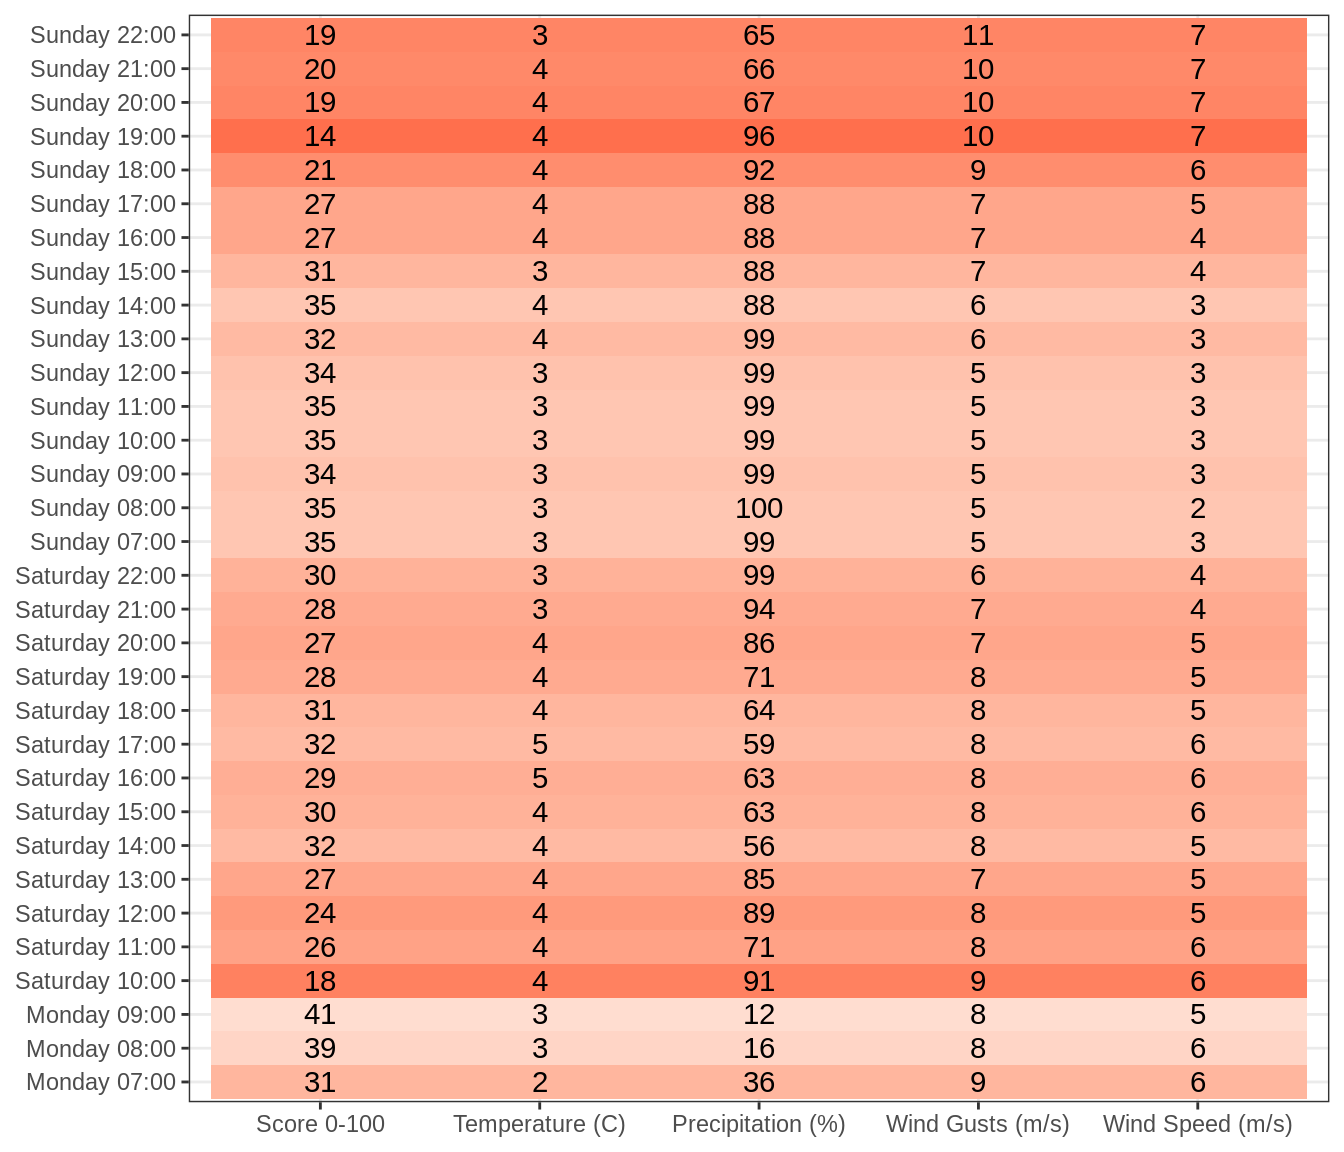 Sunday 22:00 19 3 65 11 7
Sunday 21:00 20 4 66 10 7
Sunday 20:00 19 4 67 10 7
Sunday 19:00 14 4 96 10 7
Sunday 18:00 21 4 92 9 6
Sunday 17:00 27 4 88 7 5
Sunday 16:00 27 4 88 7 4
Sunday 15:00 31 3 88 7 4
Sunday 14:00 35 4 88 6 3
Sunday 13:00 32 4 99 6 3
Sunday 12:00 34 3 99 5 3
Sunday 11:00 35 3 99 5 3
Sunday 10:00 35 3 99 5 3
Sunday 09:00 34 3 99 5 3
Sunday 08:00 35 3 100 5 2
Sunday 07:00 35 3 99 5 3
Saturday 22:00 30 3 99 6 4
Saturday 21:00 28 3 94 7 4
Saturday 20:00 27 4 86 7 5
Saturday 19:00 28 4 71 8 5
Saturday 18:00 31 4 64 8 5
Saturday 17:00 32 5 59 8 6
Saturday 16:00 29 5 63 8 6
Saturday 15:00 30 4 63 8 6
Saturday 14:00 32 4 56 8 5
Saturday 13:00 27 4 85 7 5
Saturday 12:00 24 4 89 8 5
Saturday 11:00 26 4 71 8 6
Saturday 10:00 18 4 91 9 6
Monday 09:00 41 3 12 8 5
Monday 08:00 39 3 16 8 6
Monday 07:00 31 2 36 9 6
Score 0-100 Temperature (C) Precipitation (%) Wind Gusts (m/s) Wind Speed (m/s)